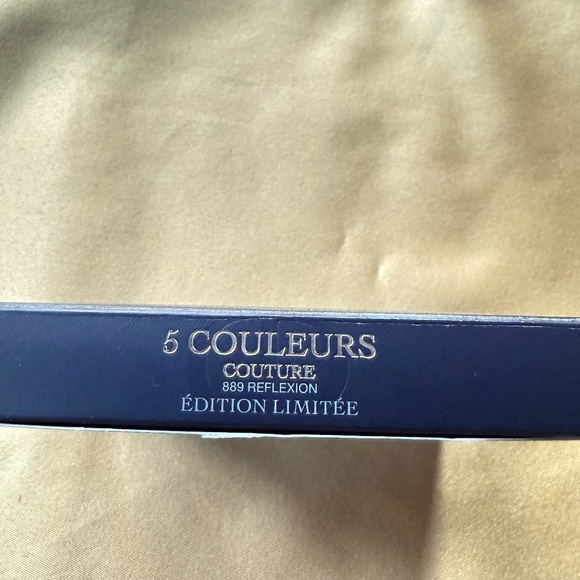 5 COULEURS
COUTURE
889 REFLEXION
ÉDITION LIMITÉE